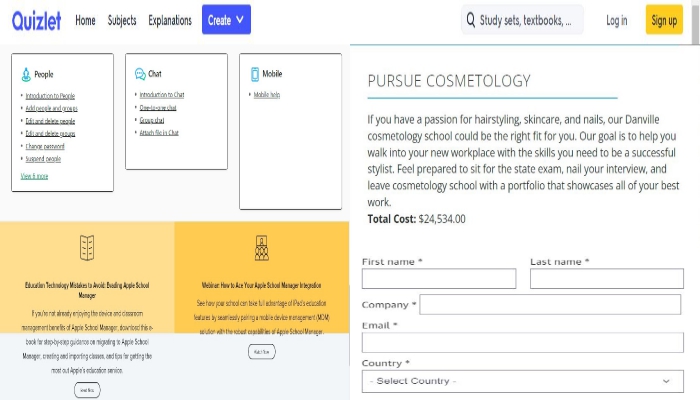 Quizlet
Home Subjects Explanations Create
Study sets, textbooks, ...
Log in Sign up
People
Introduction to People
Add people and groups
Edit and delete people
Edit and delete groups
Change password
Suspend people
View 6 more
Chat
Introduction to Chat
One-to-one chat
Group chat
Attach file in Chat
Mobile
Mobile help
Education Technology Mistakes to Avoid: Evading Apple School
Manager
If you're not already enjoying the device and classroom
management benefits of Apple School Manager, download this e-
book for step-by-step guidance on migrating to Apple School
Manager, creating and importing classes, and tips for getting the
most out Apple's education service.
Read Now
Webinar: How to Ace Your Apple School Manager Integration
See how your school can take full advantage of iPad's education
features by seamlessly pairing a mobile device management (MDM)
solution with the robust capabilities of Apple School Manager.
Watch Now
PURSUE COSMETOLOGY
If you have a passion for hairstyling, skincare, and nails, our Danville
cosmetology school could be the right fit for you. Our goal is to help you
walk into your new workplace with the skills you need to be a successful
stylist. Feel prepared to sit for the state exam, nail your interview, and
leave cosmetology school with a portfolio that showcases all of your best
work.
Total Cost: $24,534.00
First name * Last name *
Company *
Email *
Country *
- Select Country -